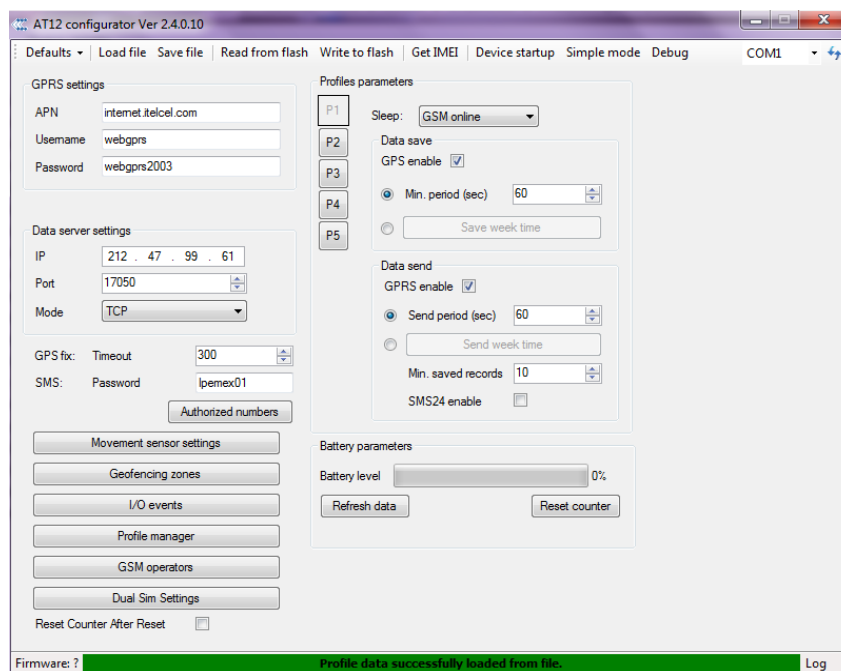 AT12 configurator Ver 2.4.0.10
Defaults Load file Save file Read from flash Write to flash Get IMEI Device startup Simple mode Debug COM1
GPRS settings
APN internet.itelcel.com
Username webgprs
Password webgprs2003
Data server settings
IP 212 . 47 . 99 . 61
Port 17050
Mode TCP
GPS fix: Timeout 300
SMS: Password lpemex01
Authorized numbers
Movement sensor settings
Geofencing zones
I/O events
Profile manager
GSM operators
Dual Sim Settings
Reset Counter After Reset
Profiles parameters
P1
P2
P3
P4
P5
Sleep: GSM online
Data save
GPS enable
Min. period (sec) 60
Save week time
Data send
GPRS enable
Send period (sec) 60
Send week time
Min. saved records 10
SMS24 enable
Battery parameters
Battery level 0%
Refresh data Reset counter
Firmware: ? Profile data successfully loaded from file. Log